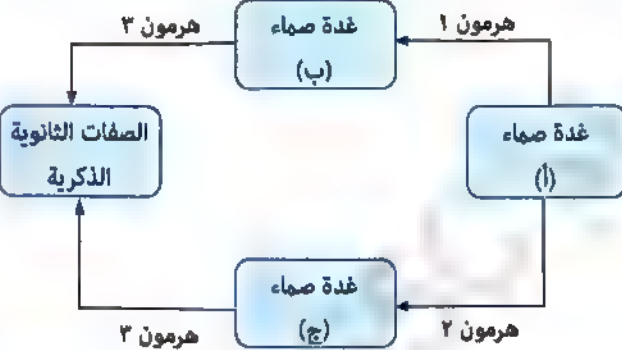 هرمون ١
غدة صماء
(ب)
هرمون ٣
غدة صماء
(أ)
الصفات الثانوية
الذكرية
غدة صماء
(ج)
هرمون ٢
هرمون ٣